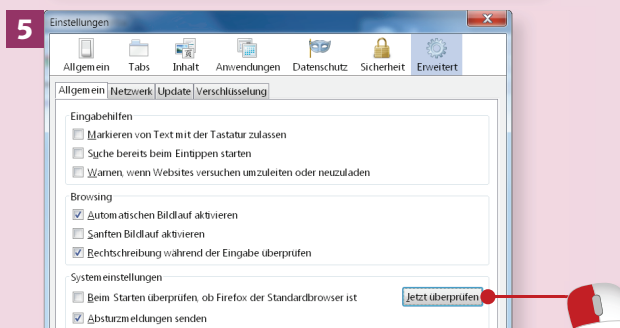 5
Einstellungen
Allgemein Tabs Inhalt Anwendungen Datenschutz Sicherheit Erweitert
Allgemein Netzwerk Update Verschlüsselung
Eingabehilfen
Markieren von Text mit der Tastatur zulassen
Suche bereits beim Eintippen starten
Warnen, wenn Websites versuchen umzuleiten oder neuzuladen
Browsing
Automatischen Bildlauf aktivieren
Sanften Bildlauf aktivieren
Rechtschreibung während der Eingabe überprüfen
Systemeinstellungen
Beim Starten überprüfen, ob Firefox der Standardbrowser ist Jetzt überprüfen
Absturzmeldungen senden